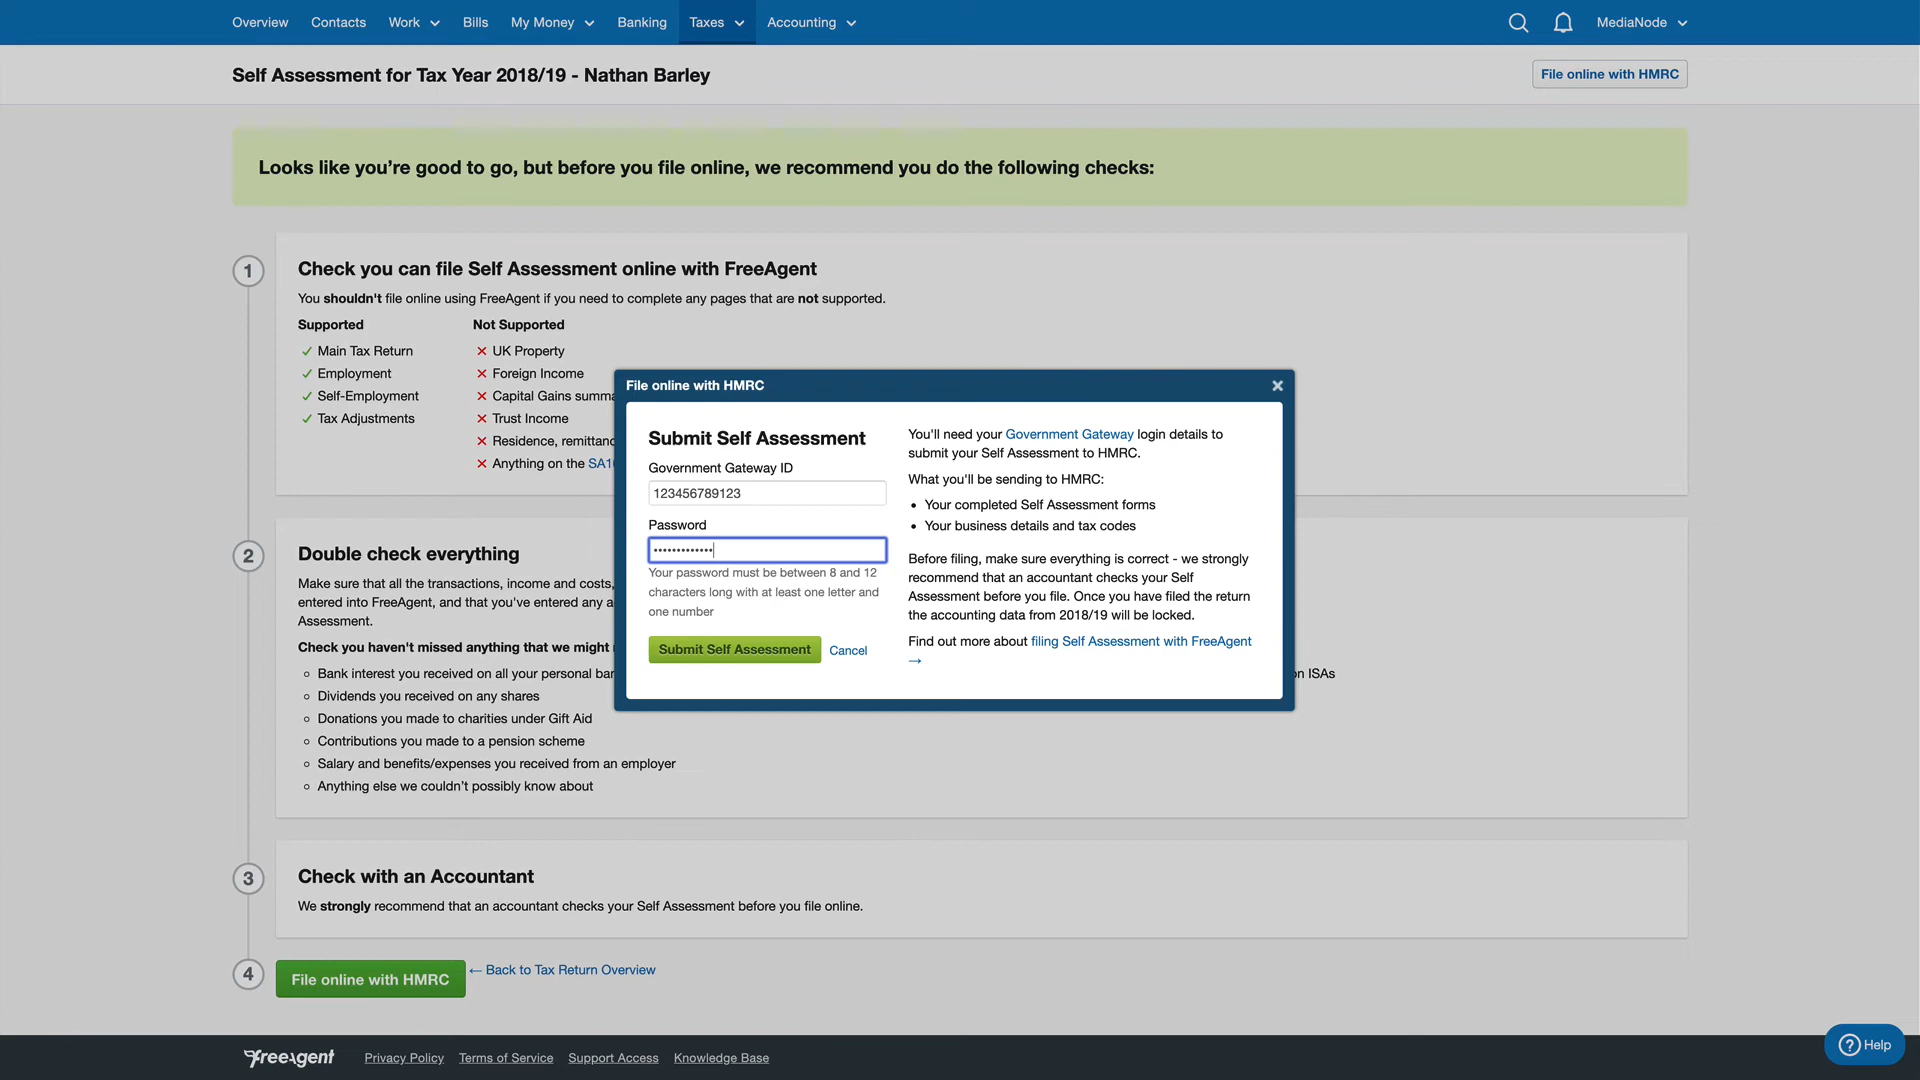 Overview Contacts Work Bills My Money Banking Taxes Accounting MediaNode
Self Assessment for Tax Year 2018/19 - Nathan Barley
File online with HMRC
Looks like you're good to go, but before you file online, we recommend you do the following checks:
1
Check you can file Self Assessment online with FreeAgent
You shouldn't file online using FreeAgent if you need to complete any pages that are not supported.
Supported
Main Tax Return
Employment
Self-Employment
Tax Adjustments
Not Supported
UK Property
Foreign Income
Capital Gains summa
Trust Income
Residence, remittanc
Anything on the SA10
2
Double check everything
Make sure that all the transactions, income and costs,
entered into FreeAgent, and that you've entered any a
Assessment.
Check you haven't missed anything that we might
Bank interest you received on all your personal ban
on ISAs
Dividends you received on any shares
Donations you made to charities under Gift Aid
Contributions you made to a pension scheme
Salary and benefits/expenses you received from an employer
Anything else we couldn't possibly know about
3
Check with an Accountant
We strongly recommend that an accountant checks your Self Assessment before you file online.
4
File online with HMRC
← Back to Tax Return Overview
File online with HMRC
Submit Self Assessment
Government Gateway ID
123456789123
Password
•••••••••••••
Your password must be between 8 and 12
characters long with at least one letter and
one number
Submit Self Assessment Cancel
You'll need your Government Gateway login details to
submit your Self Assessment to HMRC.
What you'll be sending to HMRC:
• Your completed Self Assessment forms
• Your business details and tax codes
Before filing, make sure everything is correct - we strongly
recommend that an accountant checks your Self
Assessment before you file. Once you have filed the return
the accounting data from 2018/19 will be locked.
Find out more about filing Self Assessment with FreeAgent
→
FreeAgent Privacy Policy Terms of Service Support Access Knowledge Base
? Help